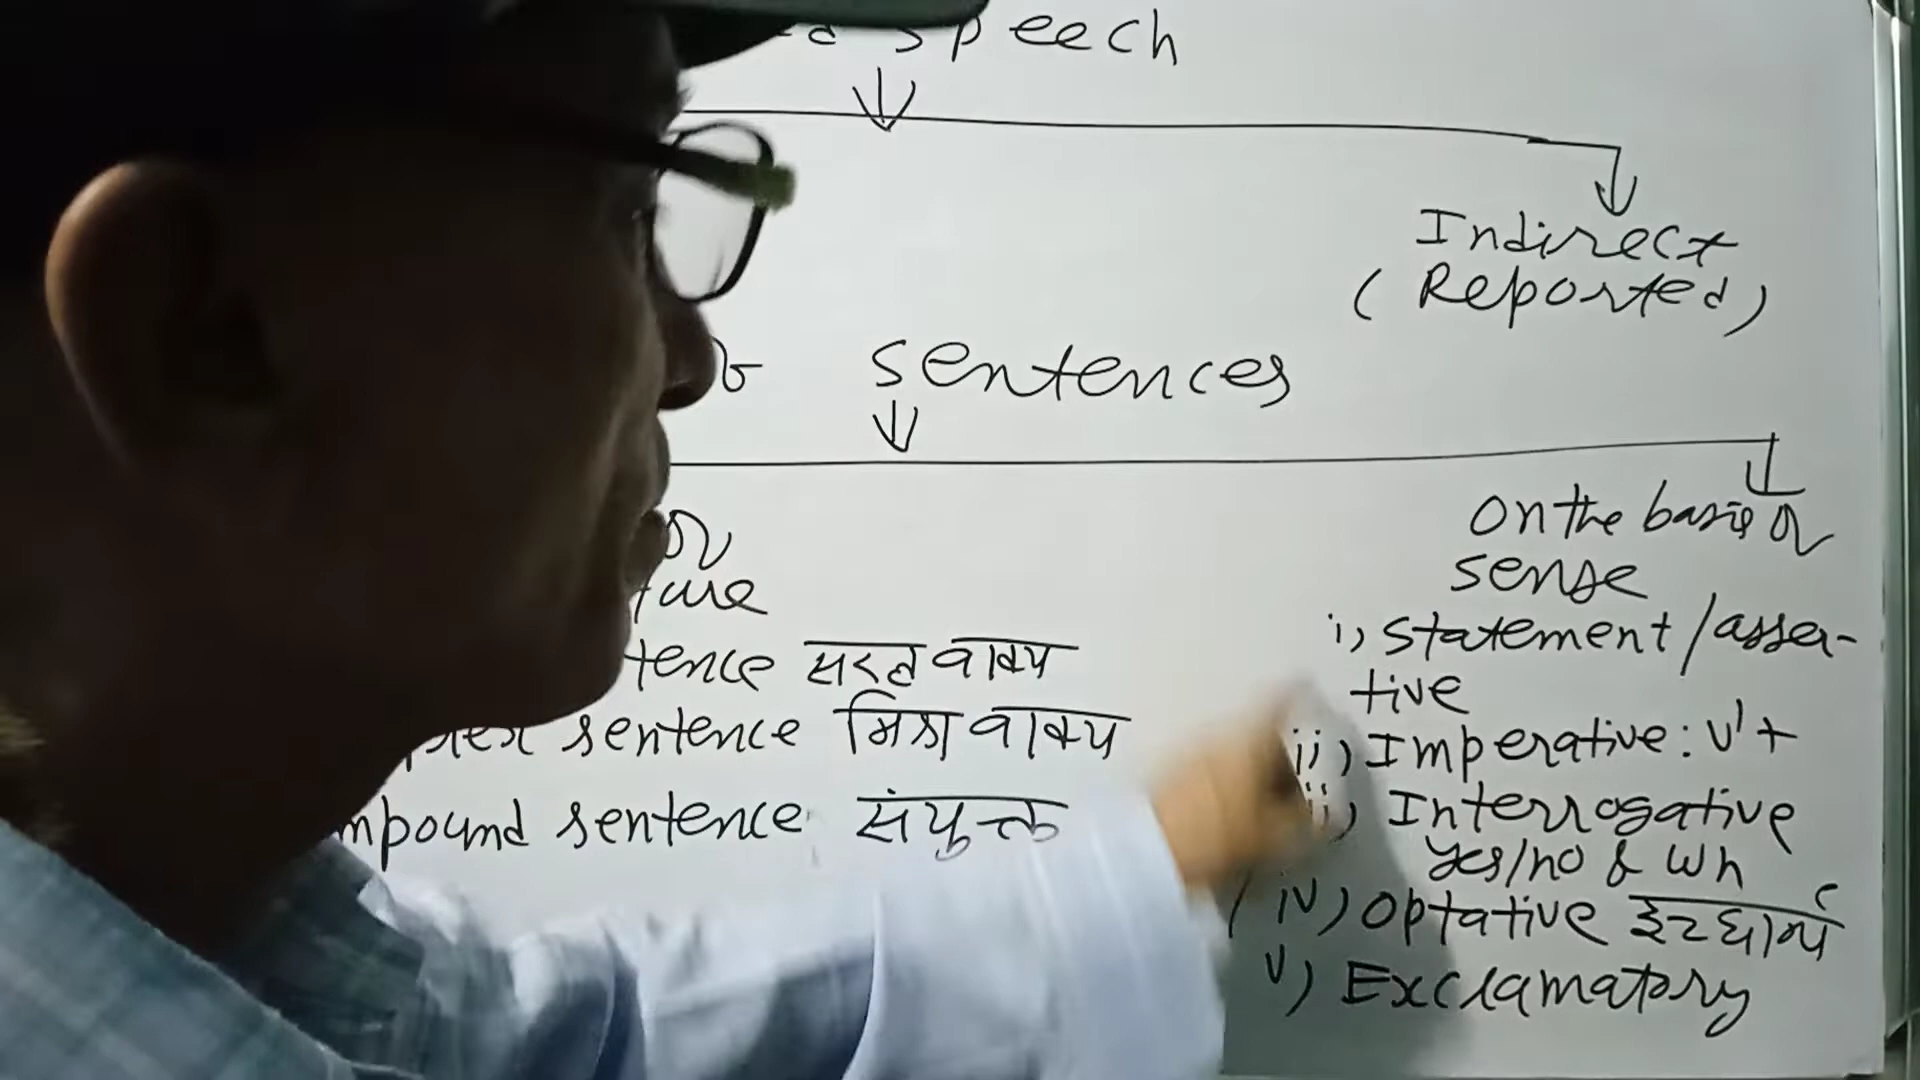 speech
Indirect
(Reported)
sentences
on the basis of
sense
i) statement/asser-
tive
tence सरल वाक्य
ii) Imperative: v¹+
sentence मिश्र वाक्य
Interrogative
yes/no & wh
mpound sentence संयुक्त
iv) optative इच्छार्थ
v) Exclamatory